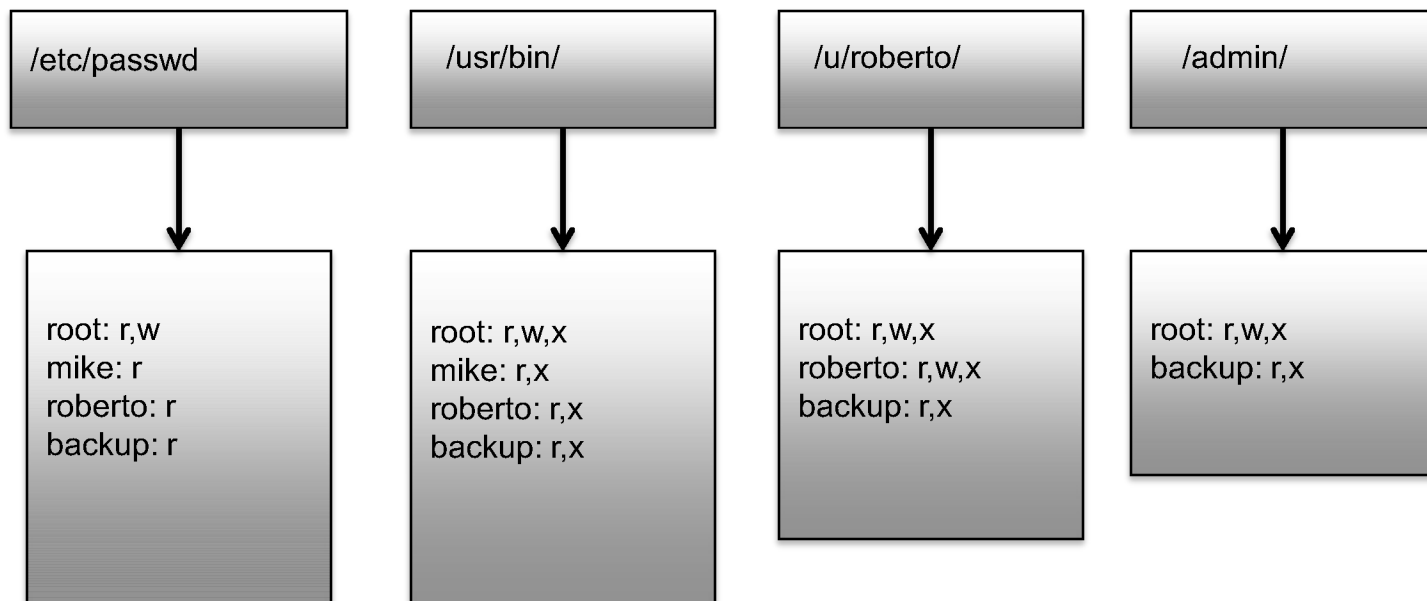 /etc/passwd
root: r,w
mike: r
roberto: r
backup: r
/usr/bin/
root: r,w,x
mike: r,x
roberto: r,x
backup: r,x
/u/roberto/
root: r,w,x
roberto: r,w,x
backup: r,x
/admin/
root: r,w,x
backup: r,x